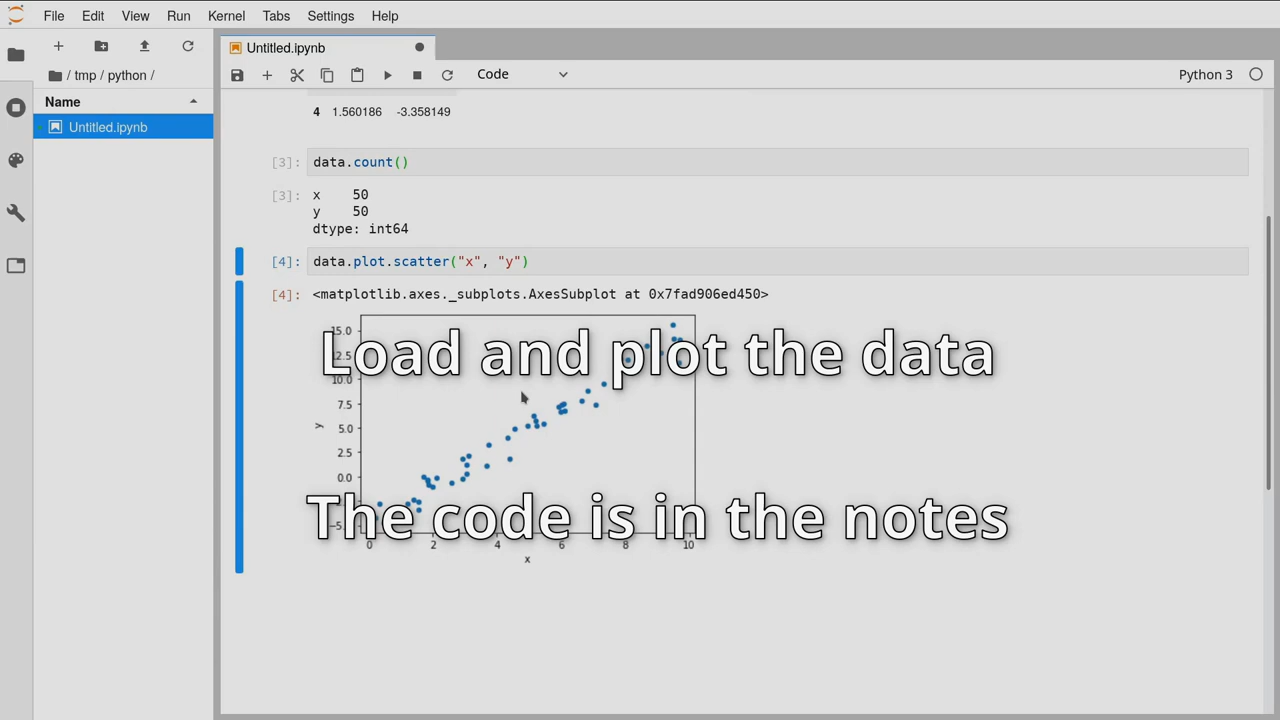 File Edit View Run Kernel Tabs Settings Help
Untitled.ipynb
Code
Python 3
/ tmp / python /
Name
Untitled.ipynb
4 1.560186 -3.358149
[3]: data.count()
[3]: x 50
y 50
dtype: int64
[4]: data.plot.scatter("x", "y")
[4]: <matplotlib.axes._subplots.AxesSubplot at 0x7fad906ed450>
15.0
Load and plot the data
12.5
10.0
7.5
y
5.0
2.5
0.0
The code is in the notes
0 2 4 6 8 10
x